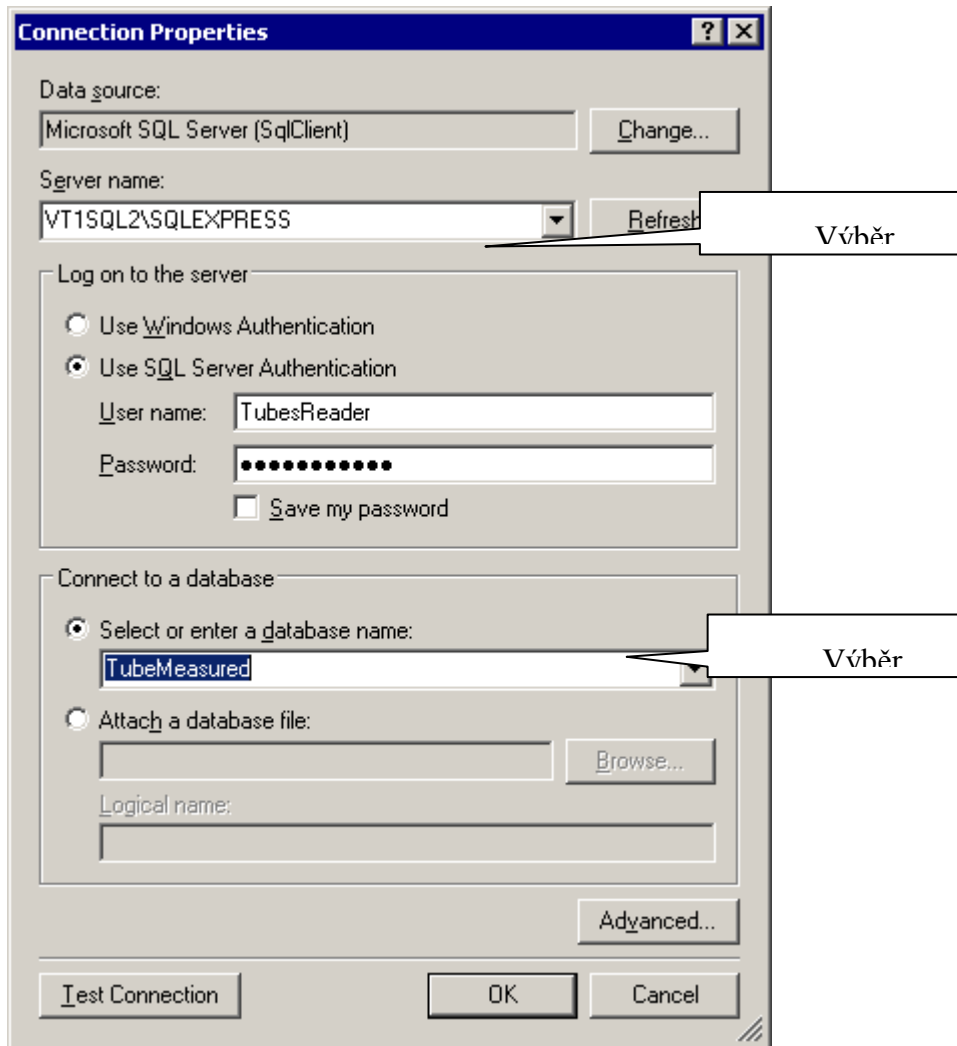 Connection Properties
Data source:
Microsoft SQL Server (SqlClient)
Change...
Server name:
VT1SQL2\SQLEXPRESS
Refresh
Výběr
Log on to the server
Use Windows Authentication
Use SQL Server Authentication
User name:
TubesReader
Password:
●●●●●●●●●●●
Save my password
Connect to a database
Select or enter a database name:
TubeMeasured
Výběr
Attach a database file:
Browse...
Logical name:
Advanced...
Test Connection
OK
Cancel